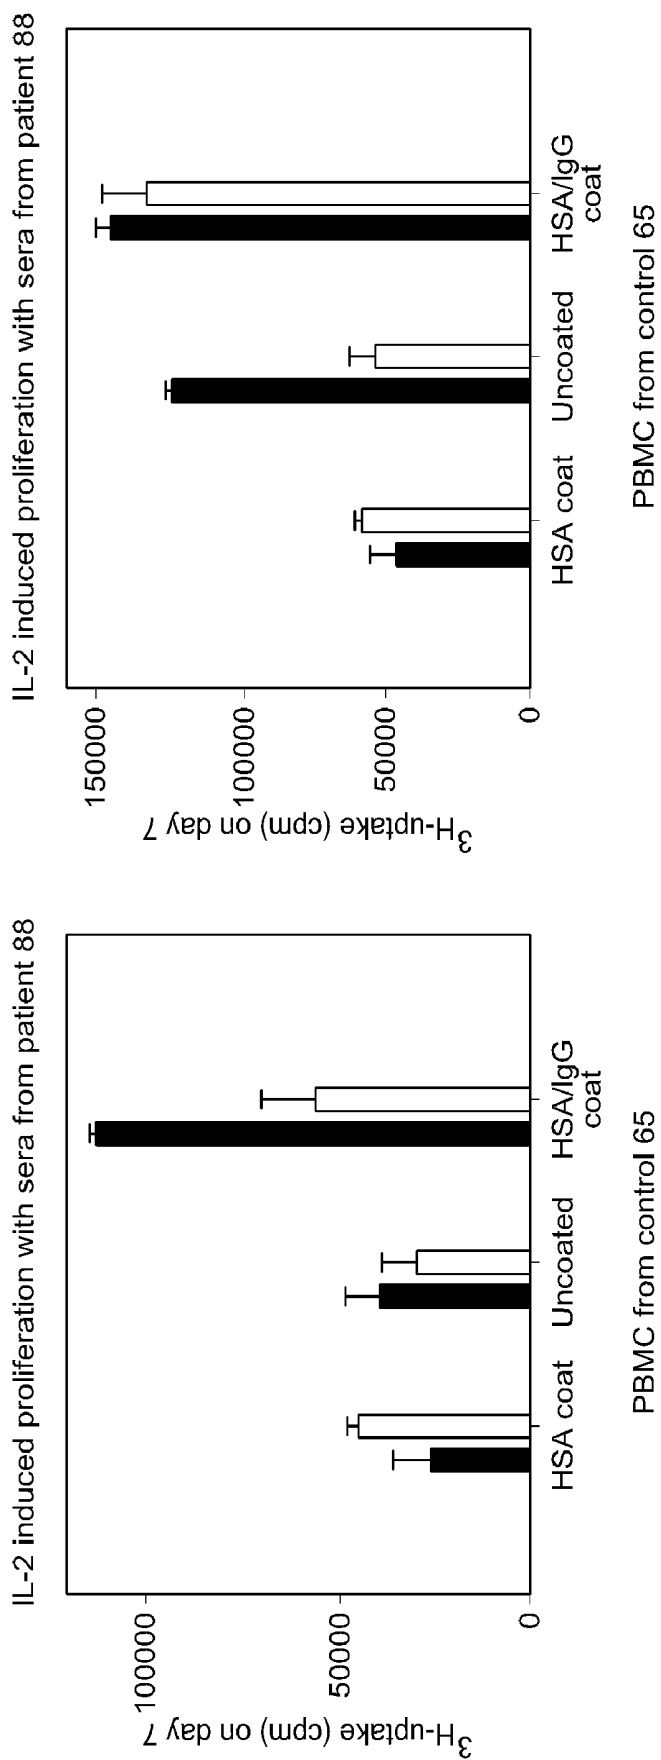 IL-2 induced proliferation with sera from patient 88
³H-uptake (cpm) on day 7
100000
50000
0
HSA coat
Uncoated
HSA/IgG
coat
PBMC from control 65
IL-2 induced proliferation with sera from patient 88
³H-uptake (cpm) on day 7
150000
100000
50000
0
HSA coat
Uncoated
HSA/IgG
coat
PBMC from control 65